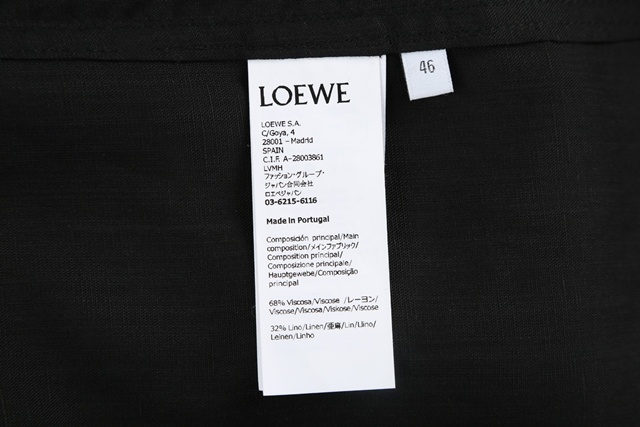 LOEWE
46
LOEWE S.A.
C/Goya, 4
28001 - Madrid
SPAIN
C.I.F. A-28003861
LVMH
ファッション・グループ・
ジャパン合同会社
ロエベジャパン
03-6215-6116
Made in Portugal
Composición principal/Main
composition/メインファブリック/
Composition principal/
Composizione principale/
Hauptgewebe/Composição
principal
68% Viscosa/Viscose /レーヨン/
Viscose/Viscosa/Viskose/Viscose
32% Lino/Linen/亜麻/Lin/Llino/
Leinen/Linho